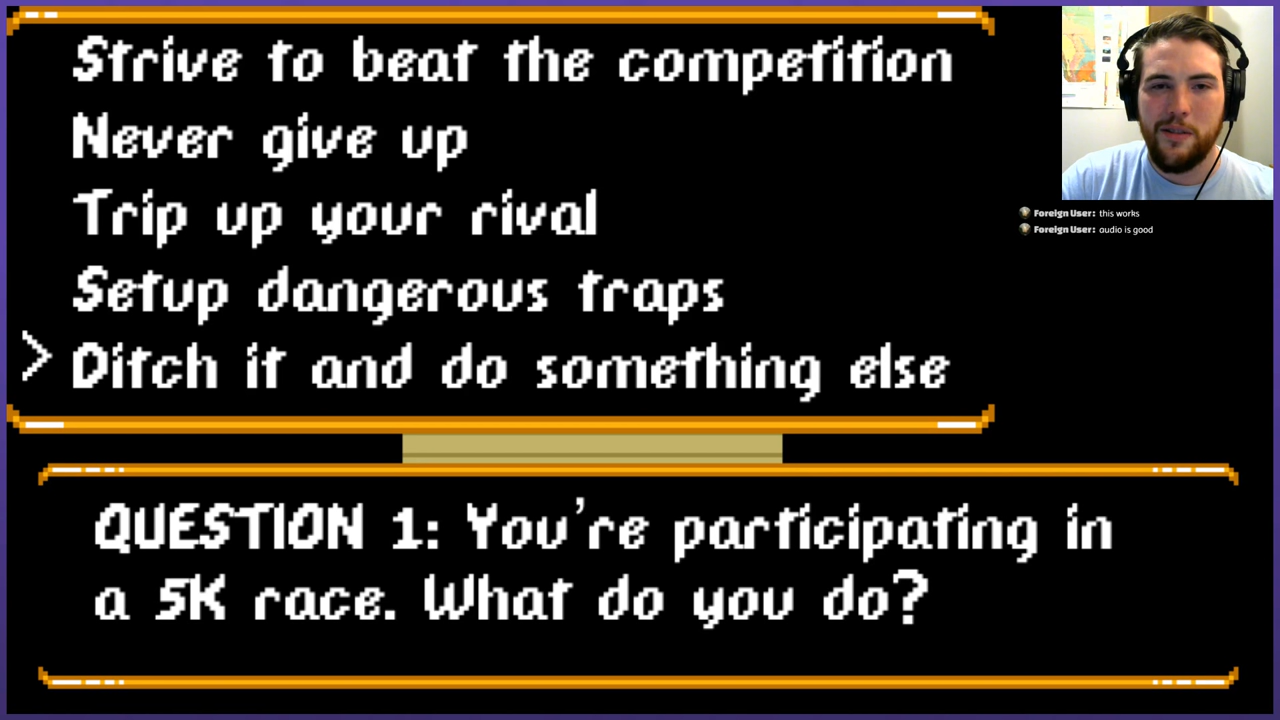 Strive to beat the competition
Never give up
Trip up your rival
Setup dangerous traps
> Ditch it and do something else
Foreign User: this works
Foreign User: audio is good
QUESTION 1: You're participating in
a 5K race. What do you do?